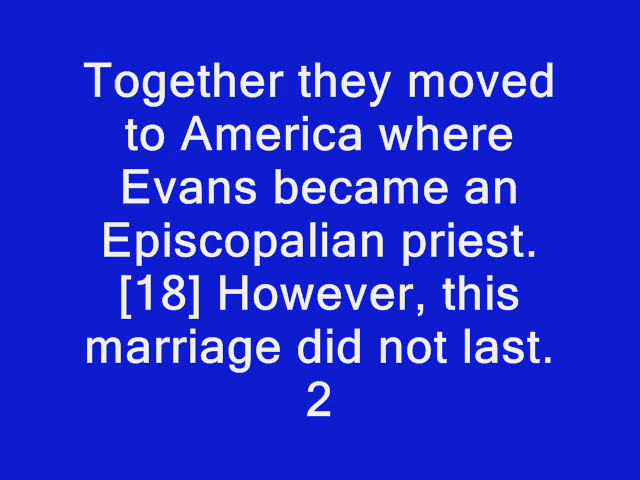 Together they moved
to America where
Evans became an
Episcopalian priest.
[18] However, this
marriage did not last.
2